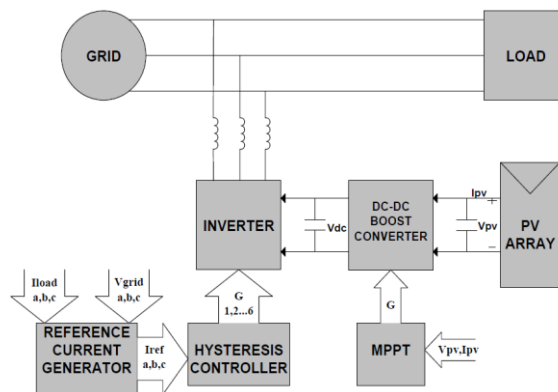 GRID
LOAD
INVERTER
Vdc
DC-DC
BOOST
CONVERTER
Ipv
+
Vpv
−
PV
ARRAY
Iload
a,b,c
Vgrid
a,b,c
G
1,2...6
G
REFERENCE
CURRENT
GENERATOR
Iref
a,b,c
HYSTERESIS
CONTROLLER
MPPT
Vpv,Ipv